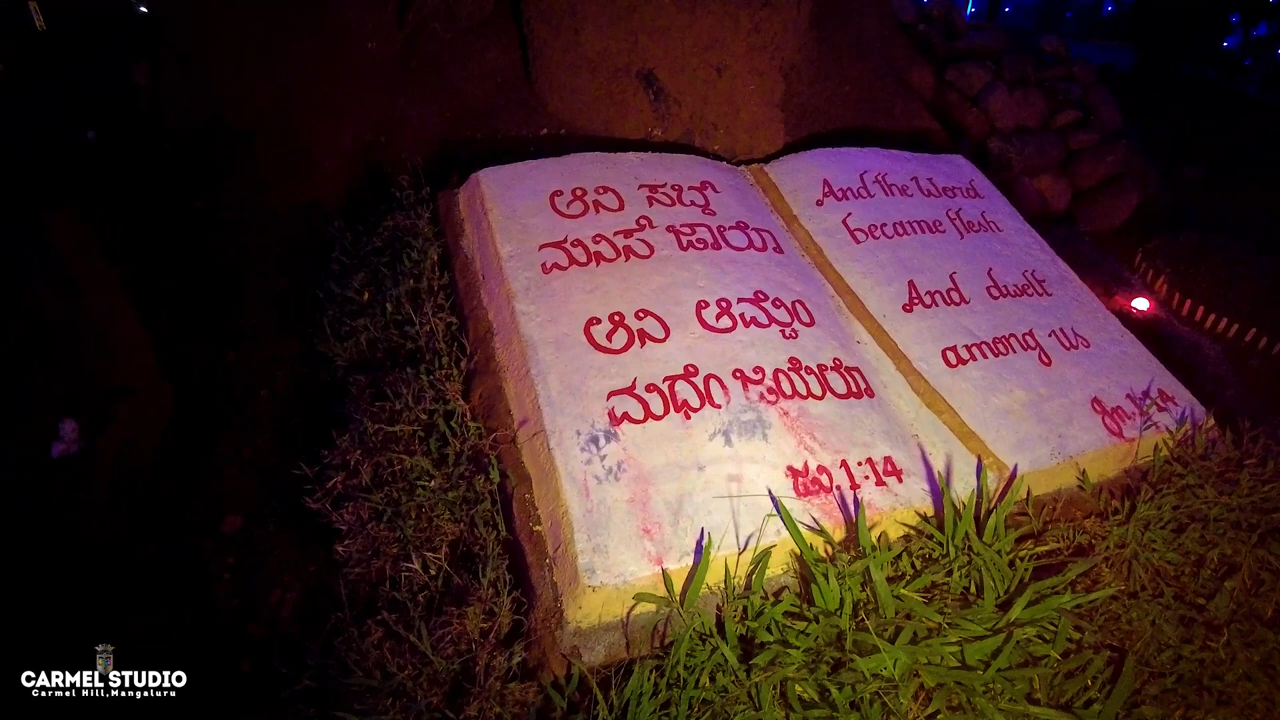 ಆನಿ ಸಬ್ದ್
ಮನಿಸ್ ಜಾಲೊ
ಆನಿ ಆಮ್ಚೆಂ
ಮಧೆಂ ಜಿಯೆಲೊ
ಜುವಾಂ.1:14
And the Word
became flesh
And dwelt
among us
Jn.1:14
CARMEL STUDIO
Carmel Hill,Mangaluru